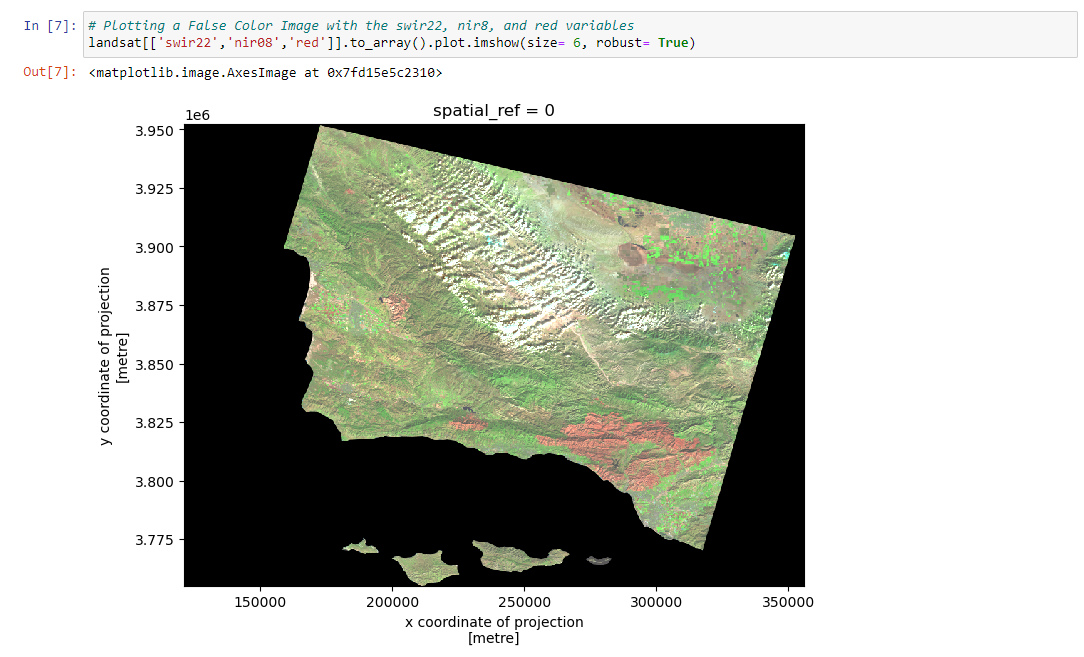 In [7]: # Plotting a False Color Image with the swir22, nir8, and red variables
landsat[['swir22','nir08','red']].to_array().plot.imshow(size= 6, robust= True)
Out[7]: <matplotlib.image.AxesImage at 0x7fd15e5c2310>
spatial_ref = 0
1e6
3.950
3.925
3.900
3.875
3.850
3.825
3.800
3.775
y coordinate of projection
[metre]
150000 200000 250000 300000 350000
x coordinate of projection
[metre]